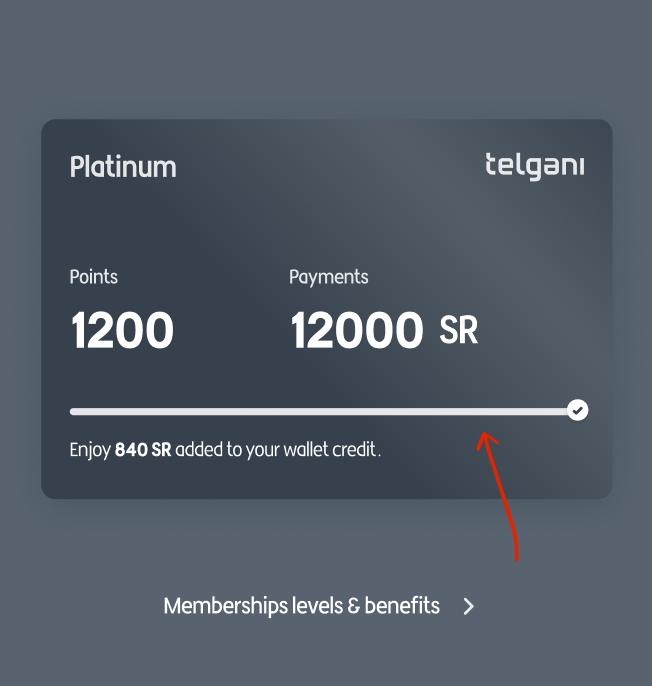 Platinum
telgani
Points
Payments
1200
12000 SR
Enjoy 840 SR added to your wallet credit.
Memberships levels & benefits